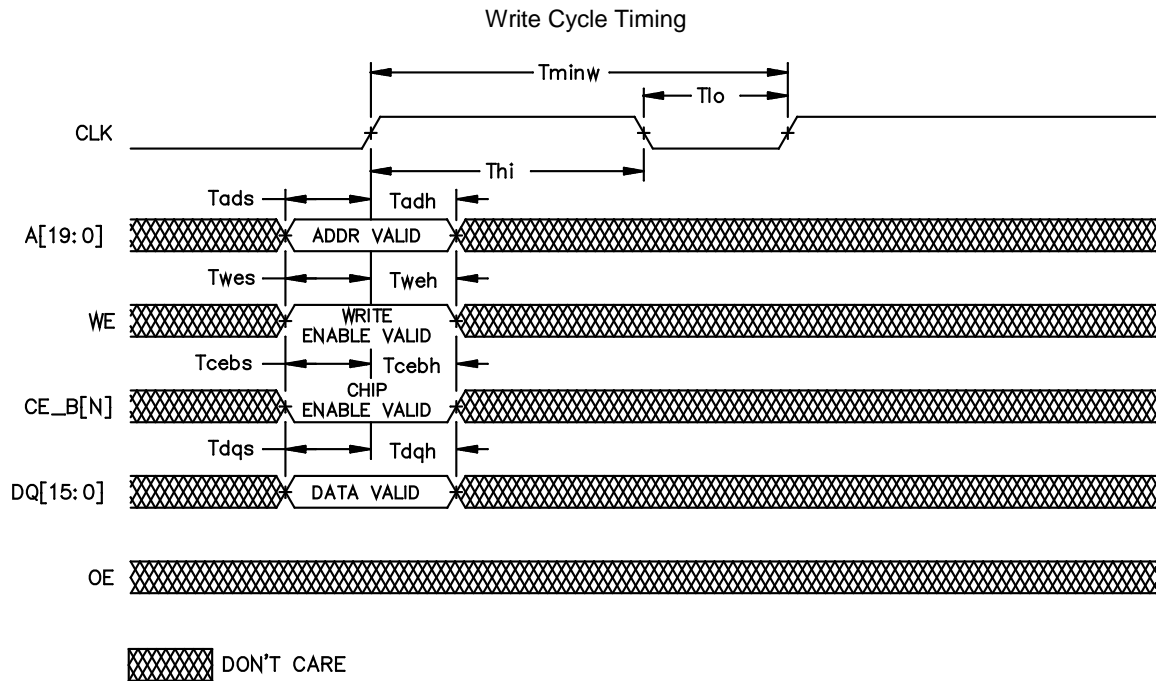 Write Cycle Timing
Tminw
Tlo
CLK
Thi
Tads
Tadh
A[19:0]
ADDR VALID
Twes
Tweh
WE
WRITE
ENABLE VALID
Tcebs
Tcebh
CE_B[N]
CHIP
ENABLE VALID
Tdqs
Tdqh
DQ[15:0]
DATA VALID
OE
DON'T CARE